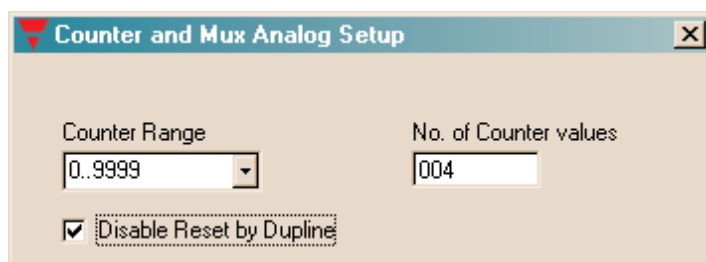 Counter and Mux Analog Setup
Counter Range
No. of Counter values
0..9999
004
Disable Reset by Dupline